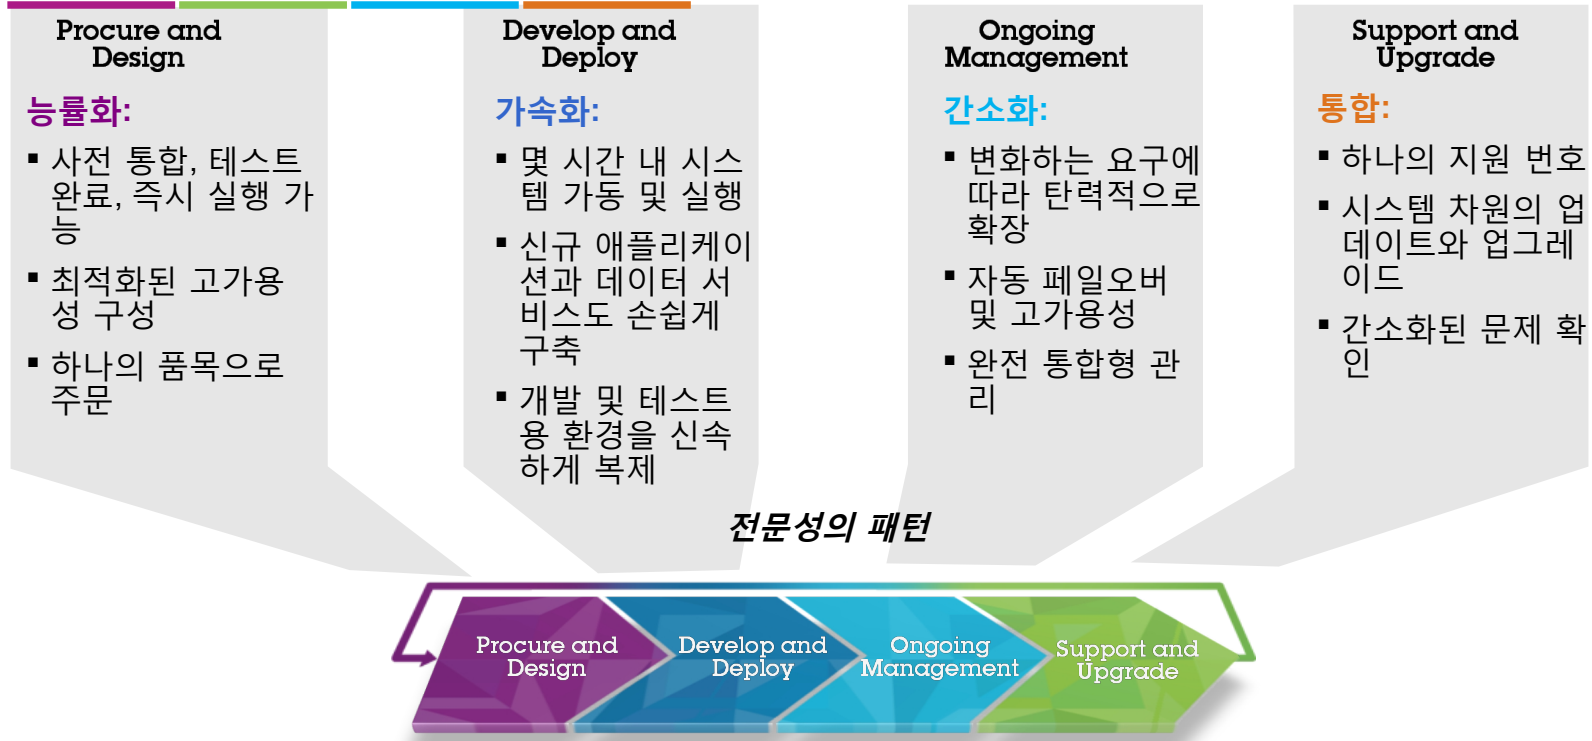 Procure and
Design
능률화:
▪ 사전 통합, 테스트
완료, 즉시 실행 가
능
▪ 최적화된 고가용
성 구성
▪ 하나의 품목으로
주문
Develop and
Deploy
가속화:
▪ 몇 시간 내 시스
템 가동 및 실행
▪ 신규 애플리케이
션과 데이터 서
비스도 손쉽게
구축
▪ 개발 및 테스트
용 환경을 신속
하게 복제
Ongoing
Management
간소화:
▪ 변화하는 요구에
따라 탄력적으로
확장
▪ 자동 페일오버
및 고가용성
▪ 완전 통합형 관
리
Support and
Upgrade
통합:
▪ 하나의 지원 번호
▪ 시스템 차원의 업
데이트와 업그레
이드
▪ 간소화된 문제 확
인
전문성의 패턴
Procure and
Design
Develop and
Deploy
Ongoing
Management
Support and
Upgrade